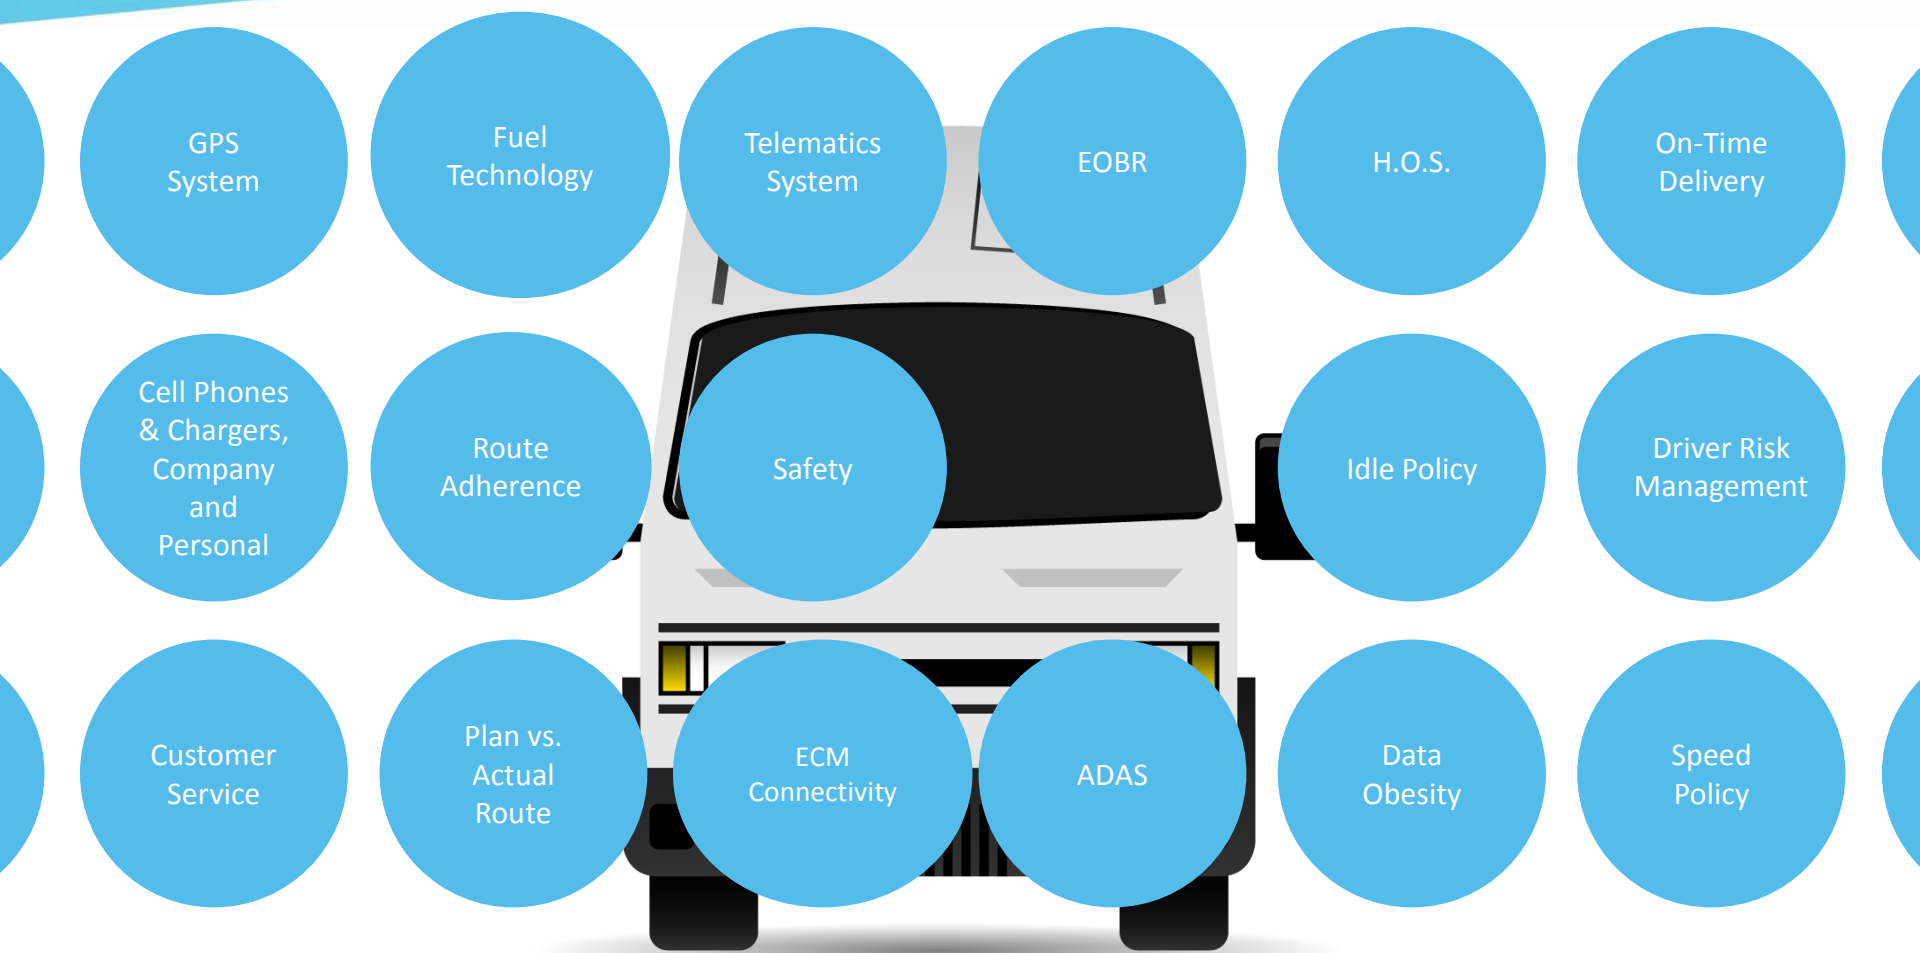 GPS
System
Fuel
Technology
Telematics
System
EOBR
H.O.S.
On-Time
Delivery
Cell Phones
& Chargers,
Company
and
Personal
Route
Adherence
Safety
Idle Policy
Driver Risk
Management
Customer
Service
Plan vs.
Actual
Route
ECM
Connectivity
ADAS
Data
Obesity
Speed
Policy